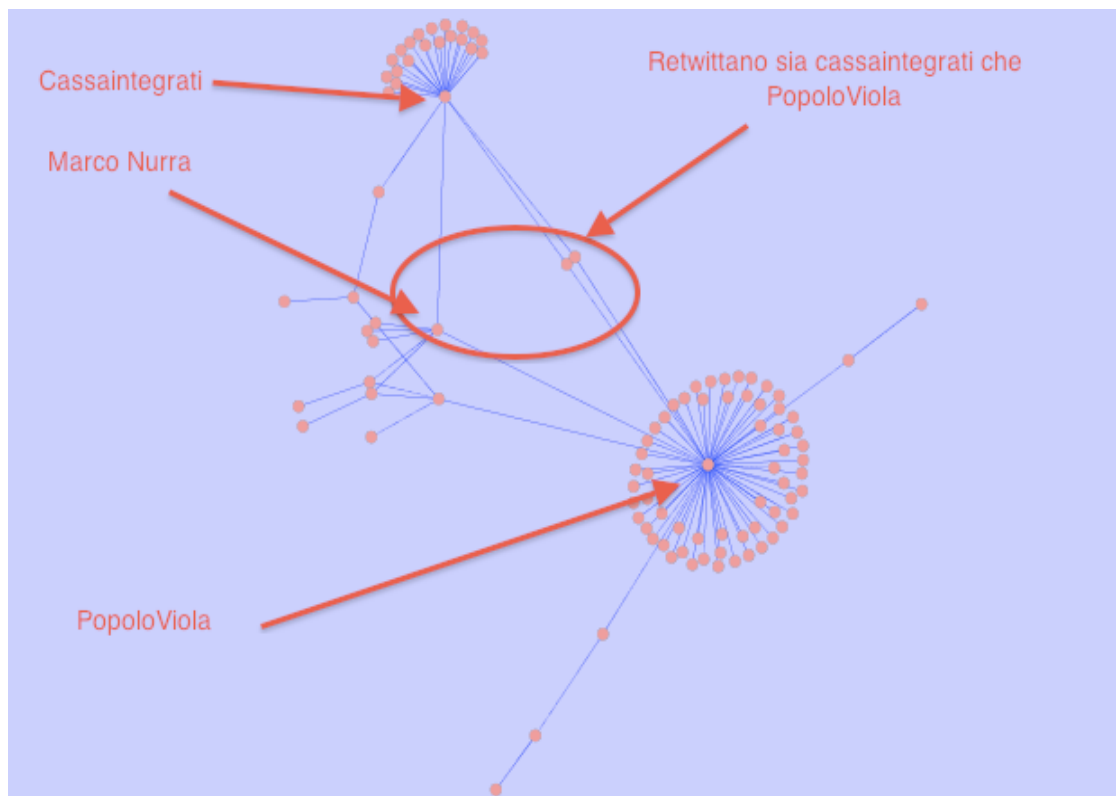 Cassaintegrati
Retwittano sia cassaintegrati che
PopoloViola
Marco Nurra
PopoloViola